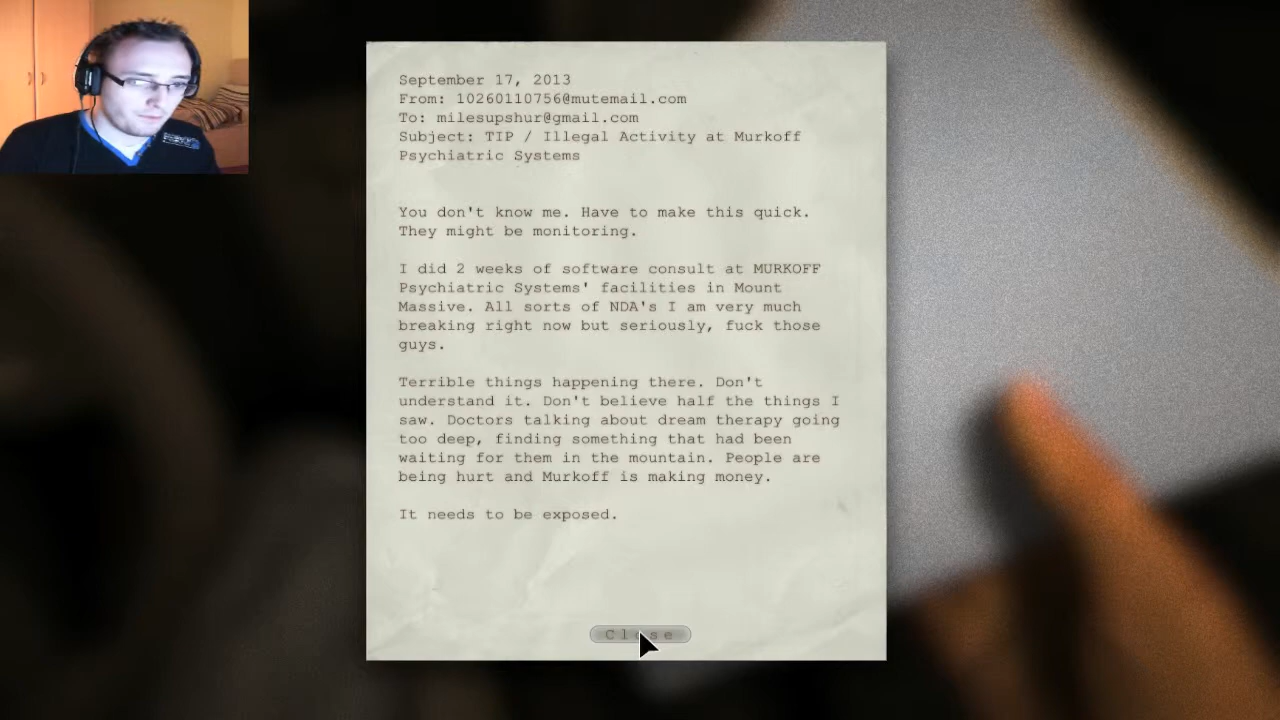 September 17, 2013
From: 10260110756@mutemail.com
To: milesupshur@gmail.com
Subject: TIP / Illegal Activity at Murkoff
Psychiatric Systems
You don't know me. Have to make this quick.
They might be monitoring.
I did 2 weeks of software consult at MURKOFF
Psychiatric Systems' facilities in Mount
Massive. All sorts of NDA's I am very much
breaking right now but seriously, fuck those
guys.
Terrible things happening there. Don't
understand it. Don't believe half the things I
saw. Doctors talking about dream therapy going
too deep, finding something that had been
waiting for them in the mountain. People are
being hurt and Murkoff is making money.
It needs to be exposed.
Close